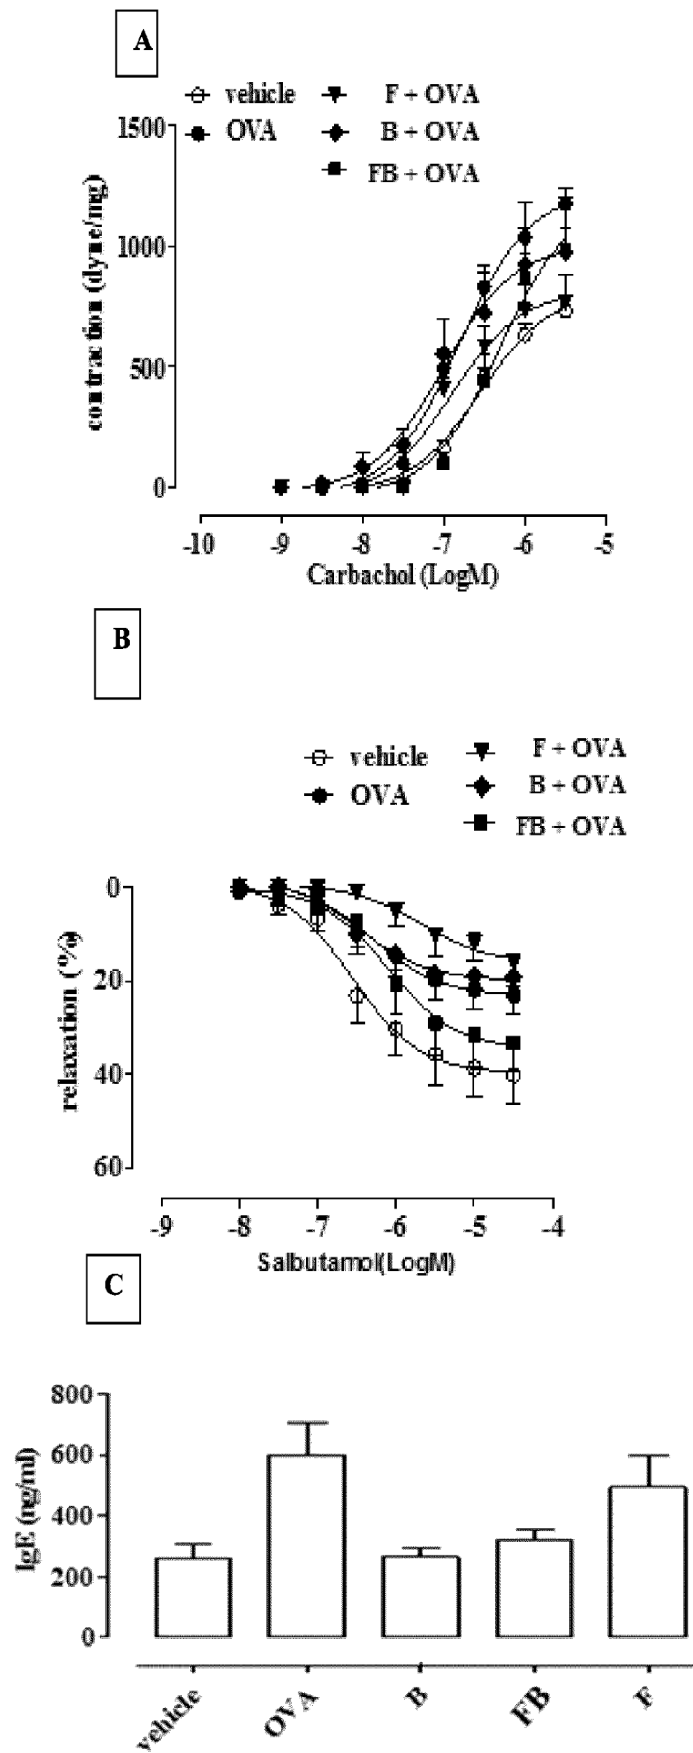 A
vehicle
F + OVA
OVA
B + OVA
FB + OVA
1500
1000
500
0
contraction (dyne/mg)
-10 -9 -8 -7 -6 -5
Carbachol (LogM)
B
vehicle
F + OVA
OVA
B + OVA
FB + OVA
0
20
40
60
relaxation (%)
-9 -8 -7 -6 -5 -4
Salbutamol(LogM)
C
800
600
400
200
0
IgE (ng/ml)
vehicle OVA B FB F